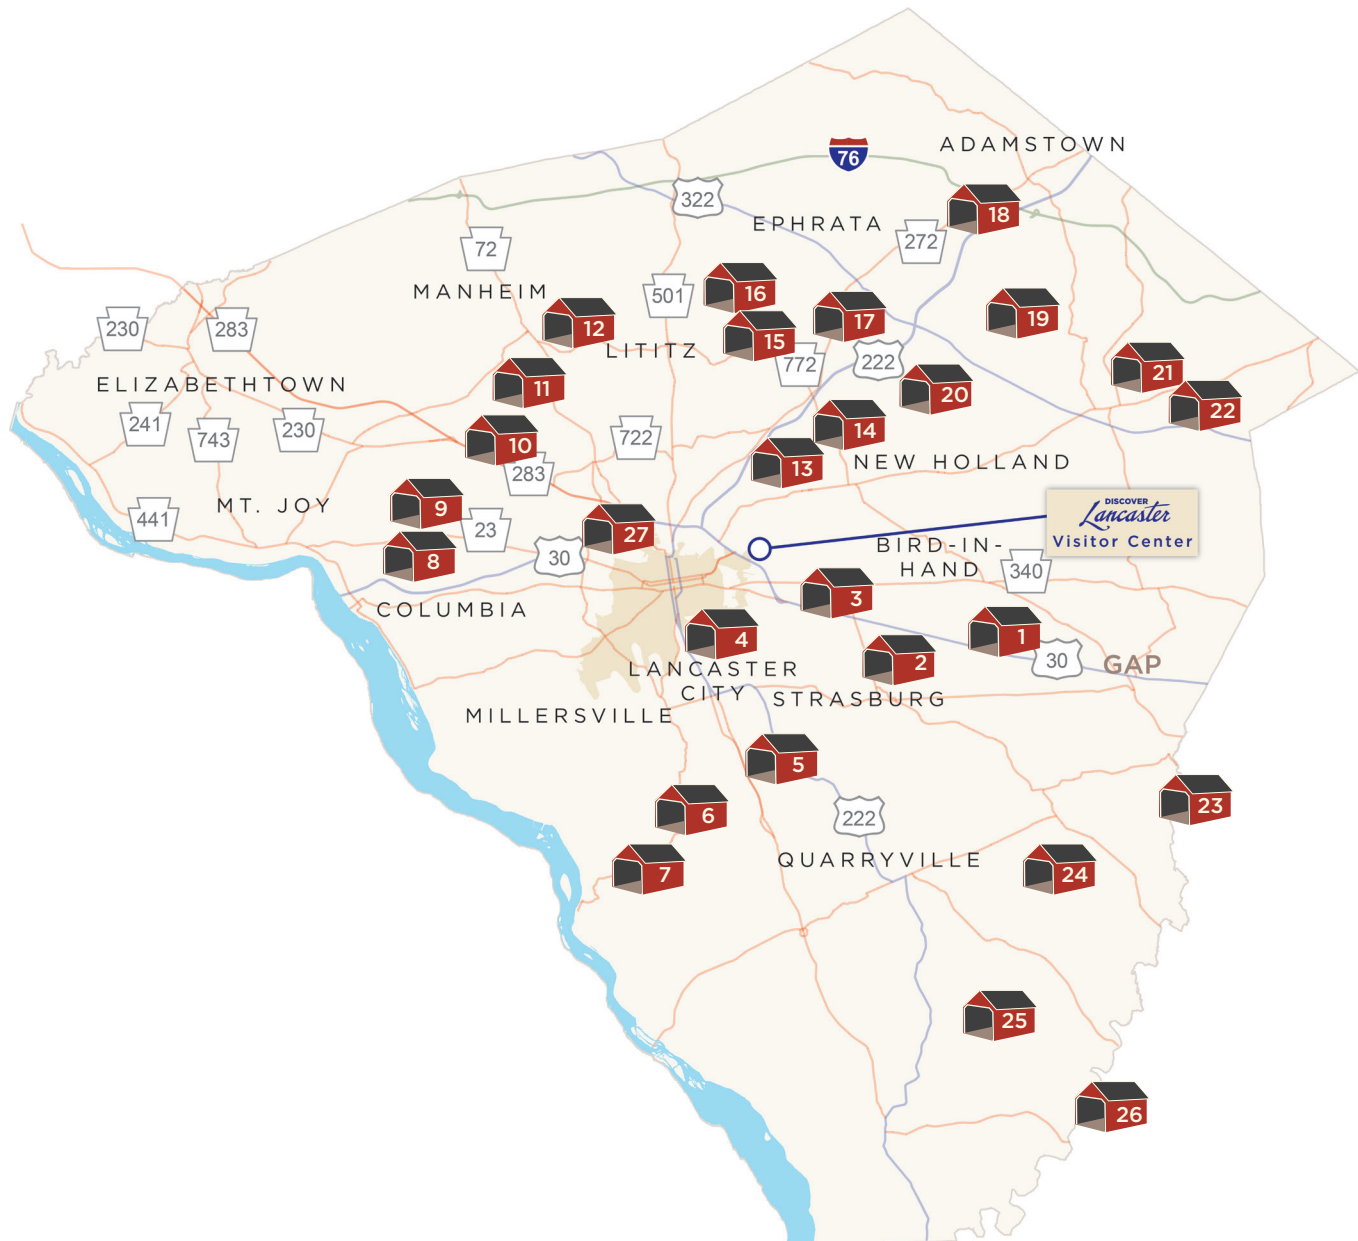 76
ADAMSTOWN
322
18
EPHRATA
272
72
MANHEIM
501
16
12
15
17
19
230
283
LITITZ
772
222
21
ELIZABETHTOWN
11
20
22
241
743
230
10
722
14
283
13
NEW HOLLAND
9
MT. JOY
441
23
27
DISCOVER
Lancaster
Visitor Center
8
30
BIRD-IN-
HAND
340
3
COLUMBIA
4
1
2
30
GAP
LANCASTER
CITY
STRASBURG
MILLERSVILLE
5
6
222
23
QUARRYVILLE
7
24
25
26